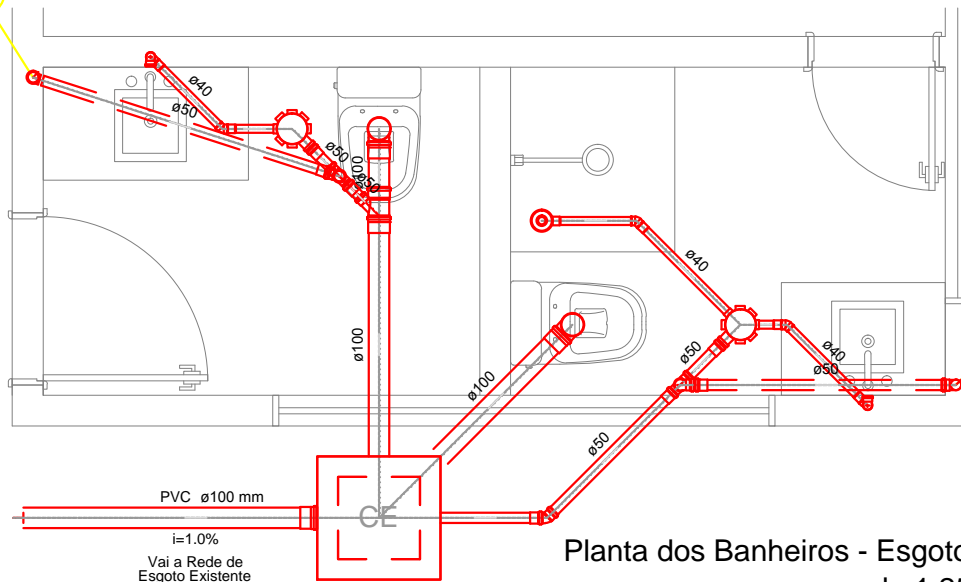 ø40
ø50
ø50
ø50
ø100
ø40
ø100
ø50
ø40
ø50
ø100
ø50
PVC ø100 mm
CE
i=1.0%
Vai a Rede de
Esgoto Existente
Planta dos Banheiros - Esgoto